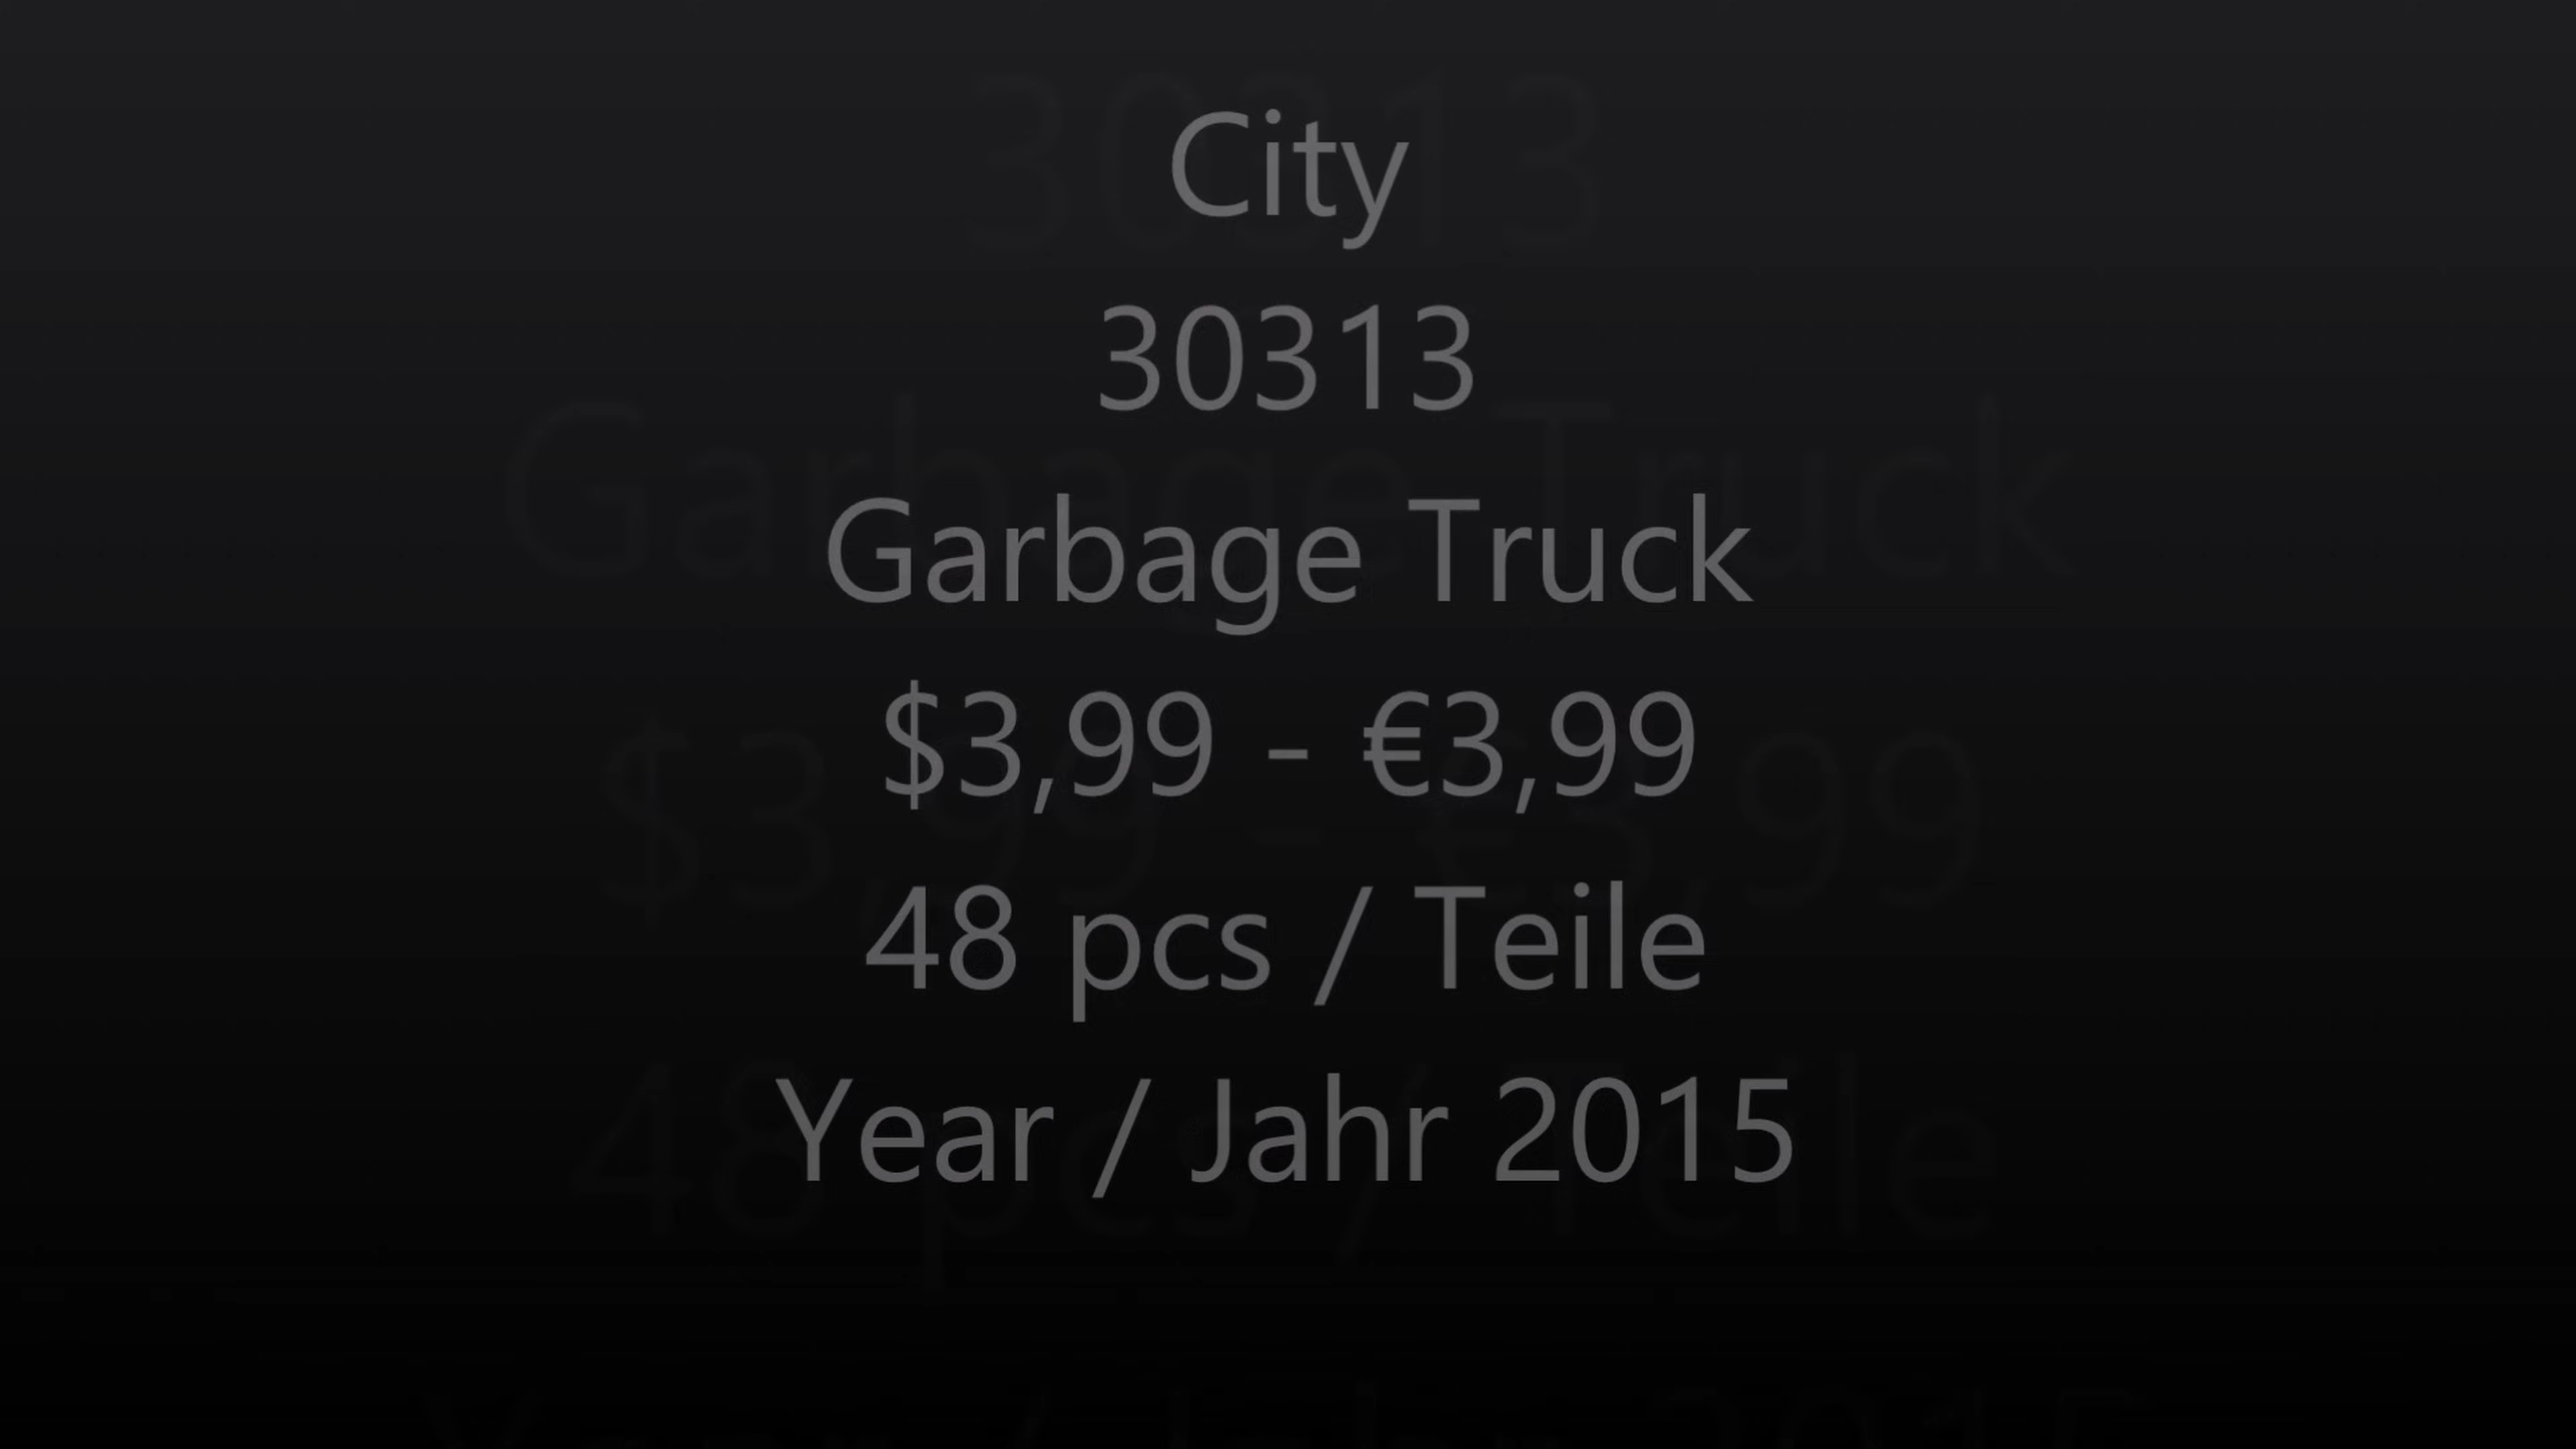 City
30313
Garbage Truck
$3,99 - €3,99
48 pcs / Teile
Year / Jahr 2015